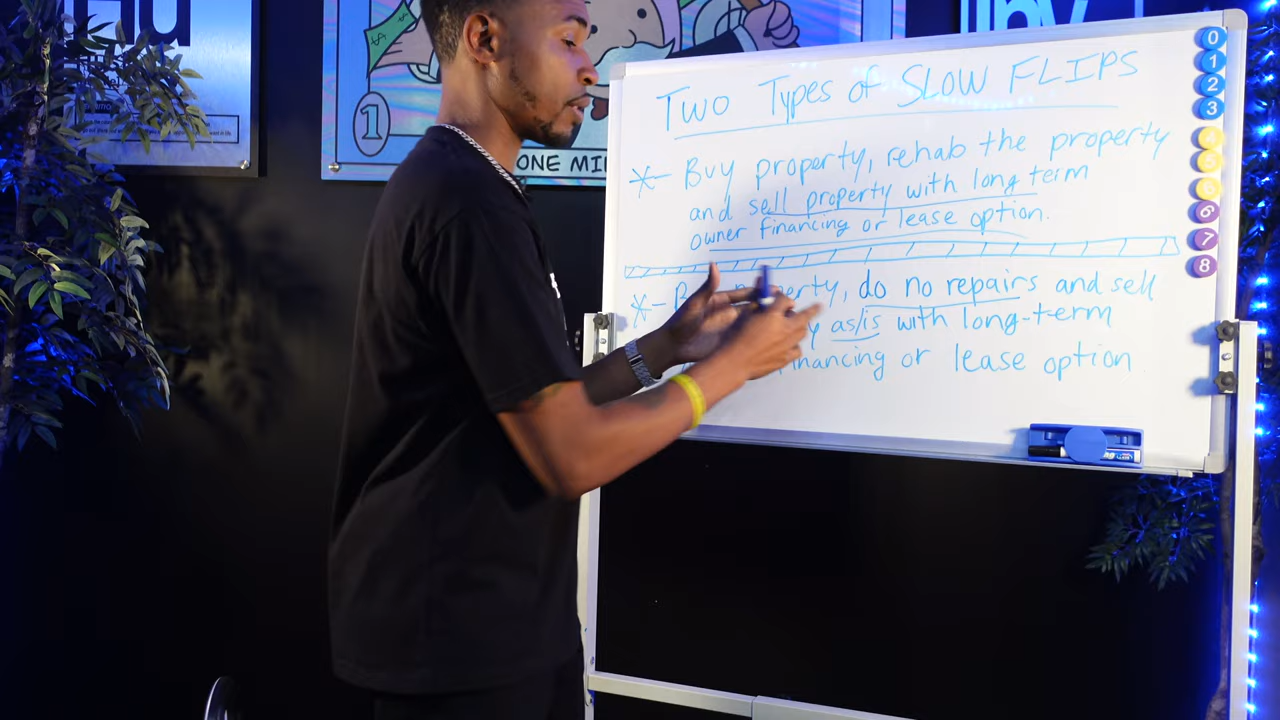 Two Types of SLOW FLIPS
Buy property, rehab the property
and sell property with long term
owner financing or lease option.
do no repairs and sell
as/is with long-term
or lease option
ONE MI
1
0
1
2
3
4
5
6
6
7
8